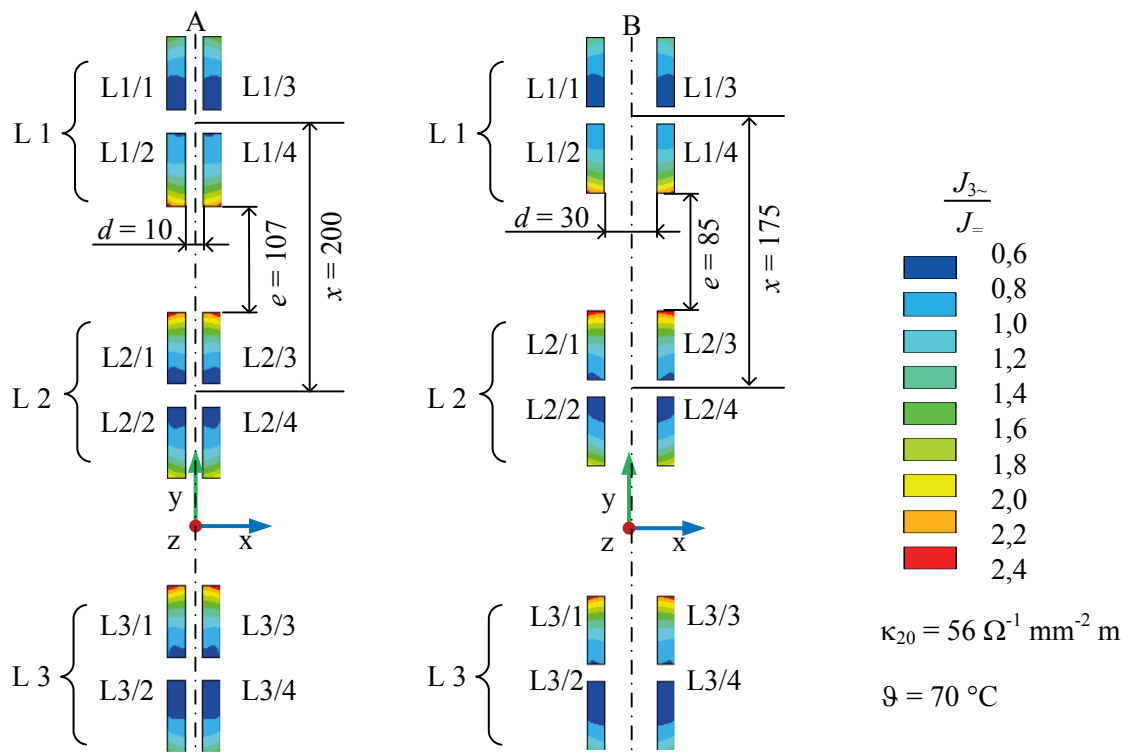 A
L1/1
L1/3
L 1
L1/2
L1/4
d = 10
e = 107
x = 200
L2/1
L2/3
L 2
L2/2
L2/4
y
z
x
L3/1
L3/3
L 3
L3/2
L3/4
B
L1/1
L1/3
L 1
L1/2
L1/4
d = 30
e = 85
x = 175
L2/1
L2/3
L 2
L2/2
L2/4
y
z
x
L3/1
L3/3
L 3
L3/2
L3/4
J3~
J=
0,6
0,8
1,0
1,2
1,4
1,6
1,8
2,0
2,2
2,4
κ20 = 56 Ω-1 mm-2 m
ϑ = 70 °C